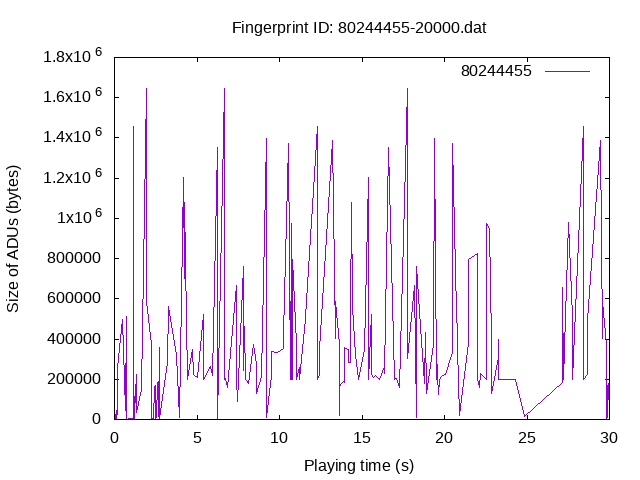 Fingerprint ID: 80244455-20000.dat
1.8x10^6
80244455
1.6x10^6
1.4x10^6
1.2x10^6
1x10^6
800000
600000
400000
200000
0
Size of ADUs (bytes)
0 5 10 15 20 25 30
Playing time (s)